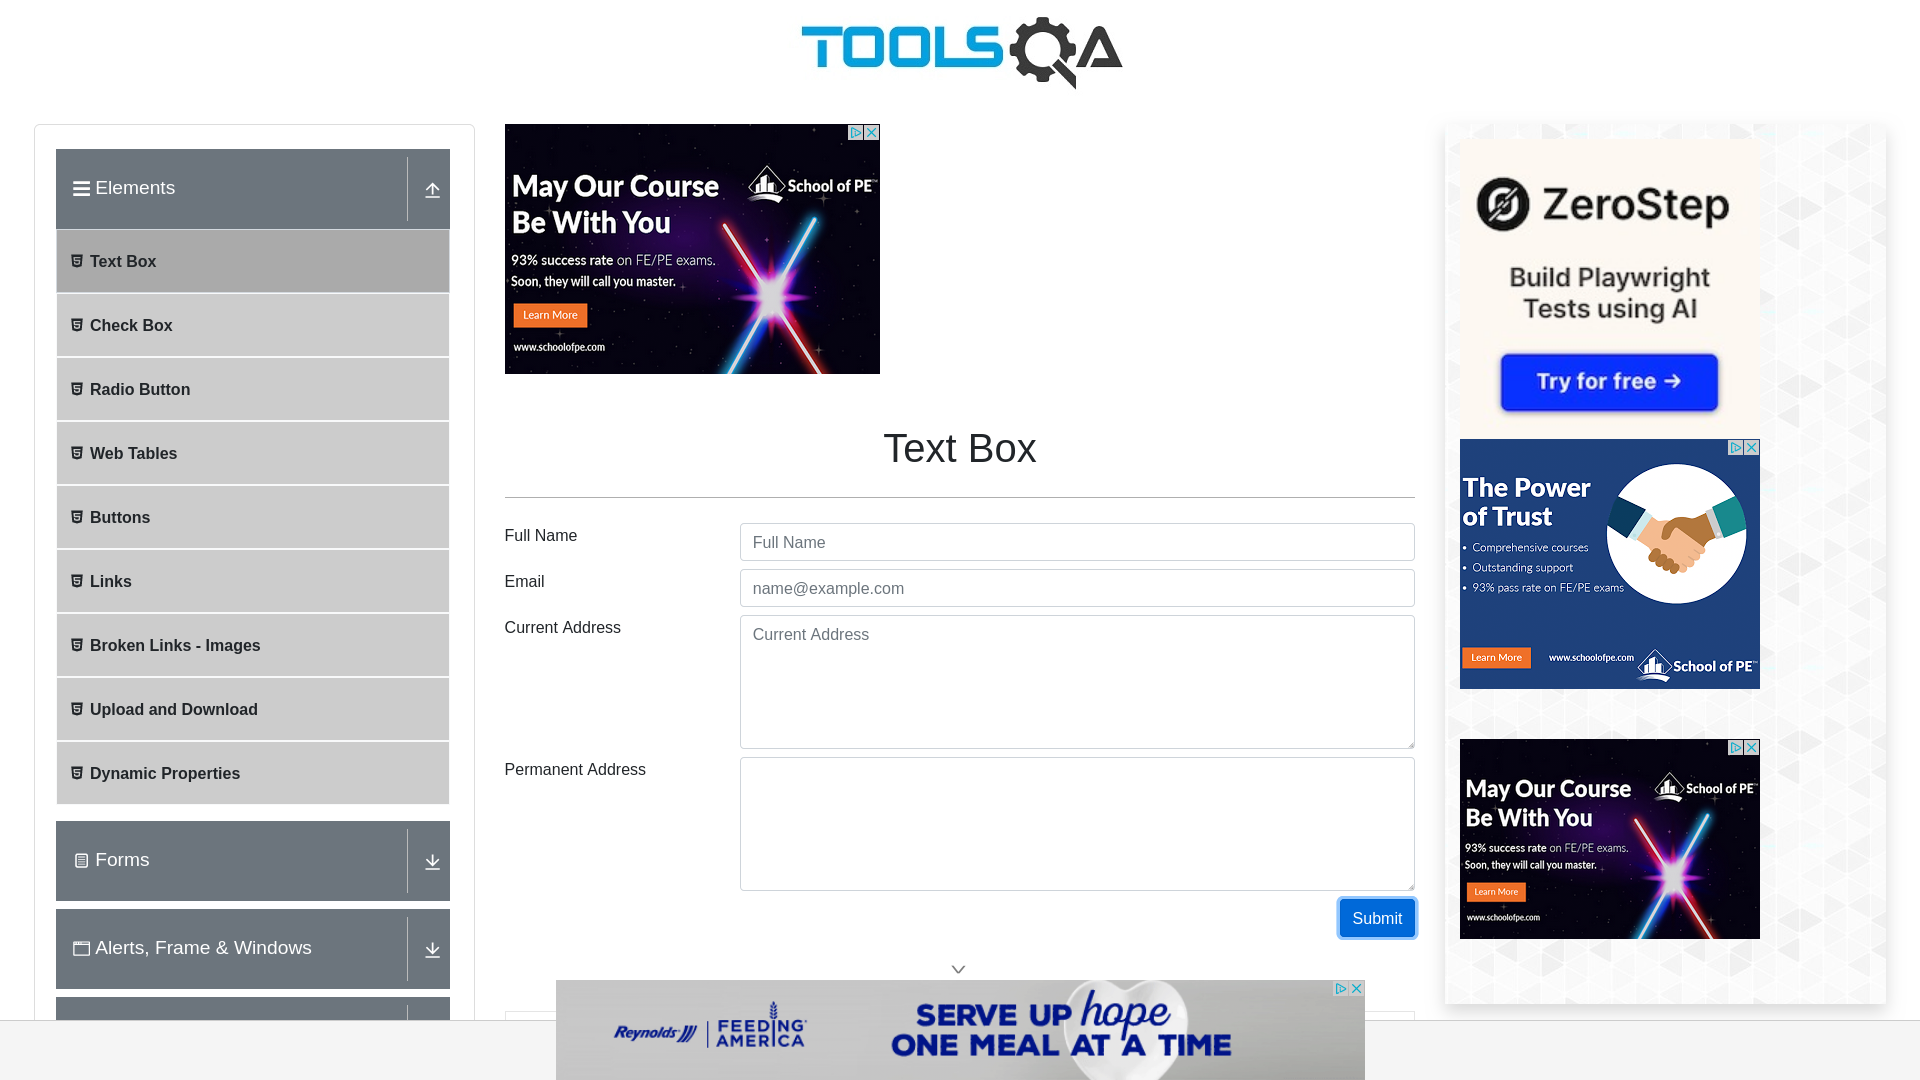 TOOLSQA
Elements
Text Box
Check Box
Radio Button
Web Tables
Buttons
Links
Broken Links - Images
Upload and Download
Dynamic Properties
Forms
Alerts, Frame & Windows
May Our Course
Be With You
School of PE™
93% success rate on FE/PE exams.
Soon, they will call you master.
Learn More
www.schoolofpe.com
Text Box
Full Name
Full Name
Email
name@example.com
Current Address
Current Address
Permanent Address
Submit
ZeroStep
Build Playwright
Tests using AI
Try for free →
The Power
of Trust
• Comprehensive courses
• Outstanding support
• 93% pass rate on FE/PE exams
Learn More
www.schoolofpe.com
School of PE™
May Our Course
Be With You
School of PE™
93% success rate on FE/PE exams.
Soon, they will call you master.
Learn More
www.schoolofpe.com
Reynolds
FEEDING
AMERICA
SERVE UP hope
ONE MEAL AT A TIME